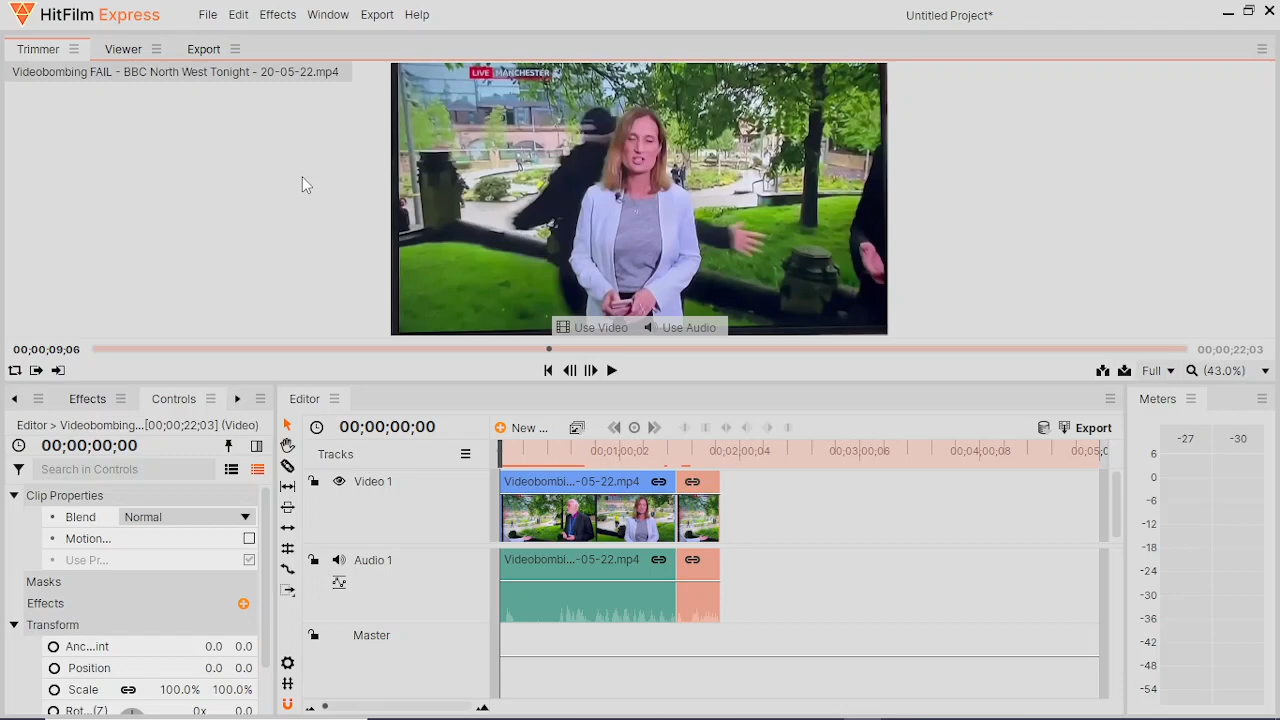 HitFilm Express
File Edit Effects Window Export Help
Untitled Project*
Trimmer Viewer Export
Videobombing FAIL - BBC North West Tonight - 20-05-22.mp4
LIVE MANCHESTER
Use Video Use Audio
00;00;09;06
00;00;22;03
Full (43.0%)
Effects Controls
Editor
Meters
Editor > Videobombing...[00;00;22;03] (Video)
00;00;00;00
00;00;00;00
New ...
Export
-27 -30
Search in Controls
Tracks
00;01;00;02 00;02;00;04 00;03;00;06 00;04;00;08 00;05;0
Clip Properties
Video 1
Videobombi...-05-22.mp4
Blend Normal
Motion...
Use Pr...
Audio 1
Videobombi...-05-22.mp4
Masks
Effects
Transform
Master
Anc...int 0.0 0.0
Position 0.0 0.0
Scale 100.0% 100.0%
Rot...(Z) 0x 0.0
6
0
-6
-12
-18
-24
-30
-36
-42
-48
-54